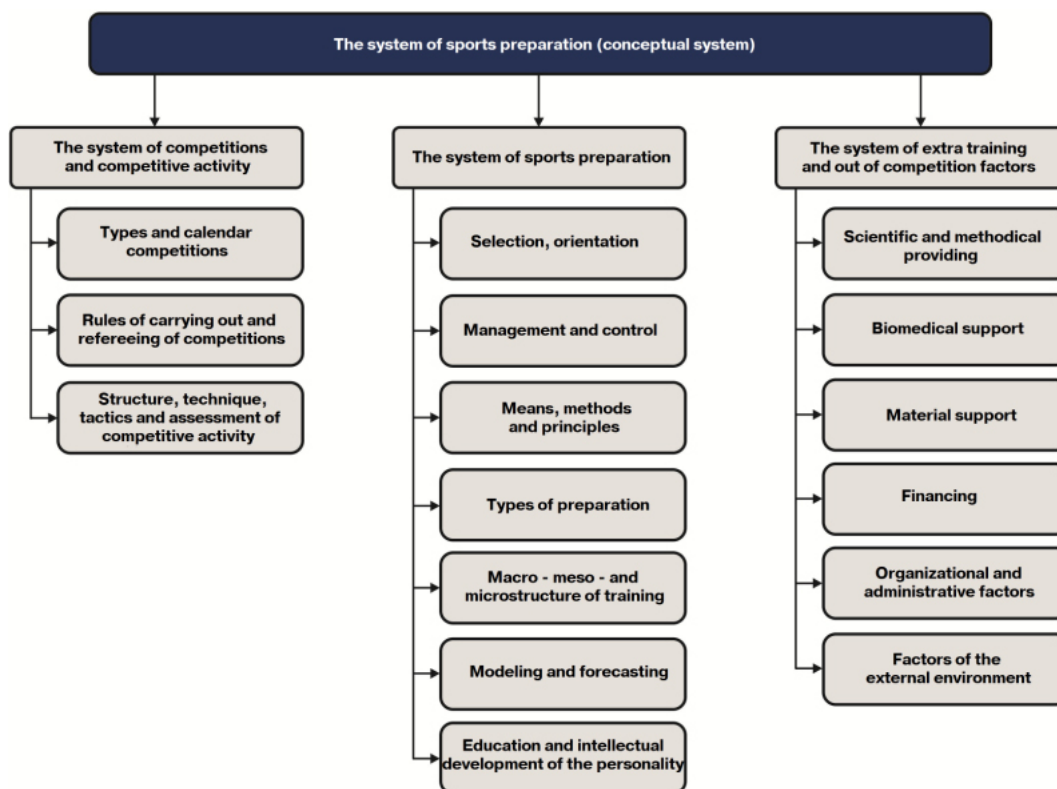 The system of sports preparation (conceptual system)
The system of competitions
and competitive activity
Types and calendar
competitions
Rules of carrying out and
refereeing of competitions
Structure, technique,
tactics and assessment of
competitive activity
The system of sports preparation
Selection, orientation
Management and control
Means, methods
and principles
Types of preparation
Macro - meso - and
microstructure of training
Modeling and forecasting
Education and intellectual
development of the personality
The system of extra training
and out of competition factors
Scientific and methodical
providing
Biomedical support
Material support
Financing
Organizational and
administrative factors
Factors of the
external environment